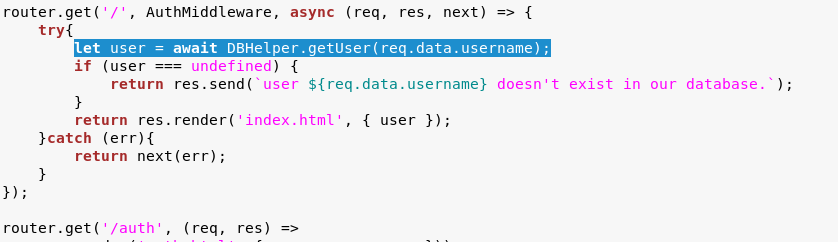 router.get('/', AuthMiddleware, async (req, res, next) => {
    try{
        let user = await DBHelper.getUser(req.data.username);
        if (user === undefined) {
            return res.send(`user ${req.data.username} doesn't exist in our database.`);
        }
        return res.render('index.html', { user });
    }catch (err){
        return next(err);
    }
});
router.get('/auth', (req, res) =>